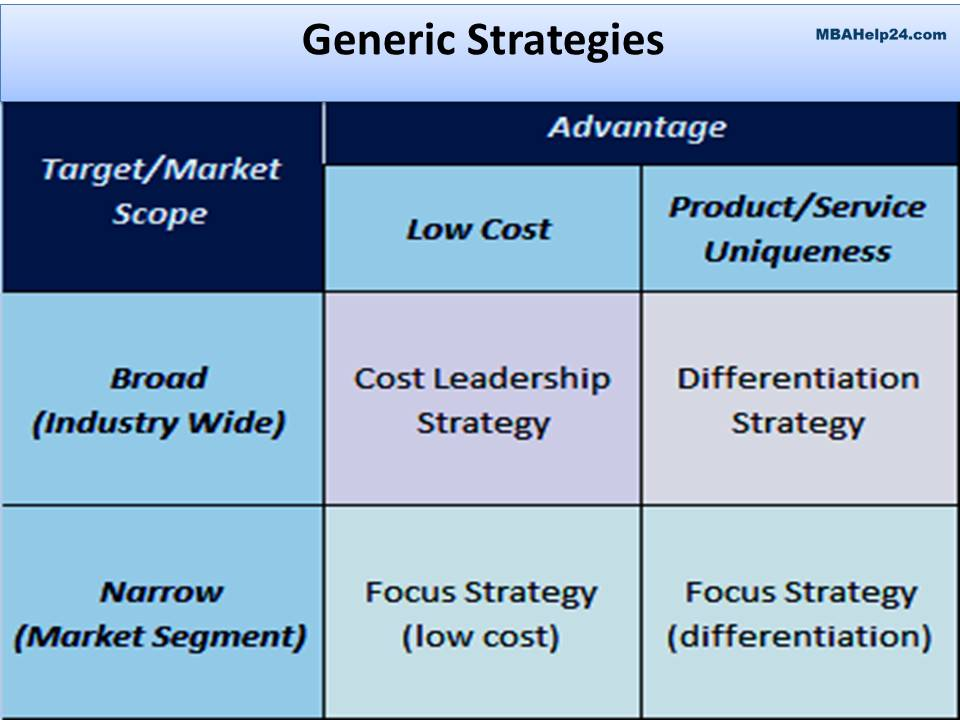 Generic Strategies
MBAHelp24.com
Advantage
Target/Market
Scope
Low Cost
Product/Service
Uniqueness
Broad
(Industry Wide)
Cost Leadership
Strategy
Differentiation
Strategy
Narrow
(Market Segment)
Focus Strategy
(low cost)
Focus Strategy
(differentiation)